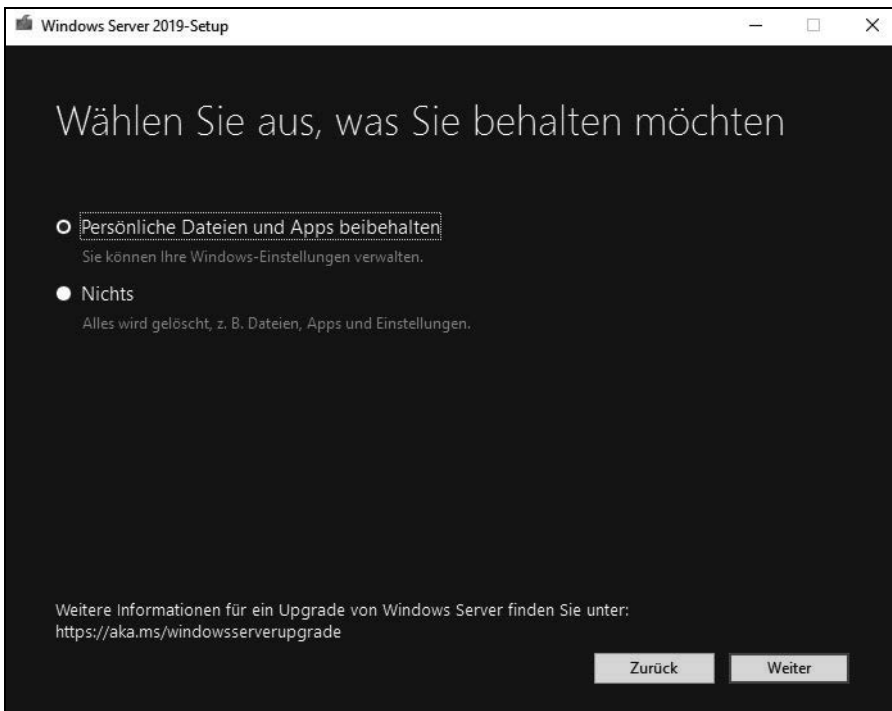 Windows Server 2019-Setup
Wählen Sie aus, was Sie behalten möchten
Persönliche Dateien und Apps beibehalten
Sie können Ihre Windows-Einstellungen verwalten.
Nichts
Alles wird gelöscht, z. B. Dateien, Apps und Einstellungen.
Weitere Informationen für ein Upgrade von Windows Server finden Sie unter:
https://aka.ms/windowsserverupgrade
Zurück
Weiter